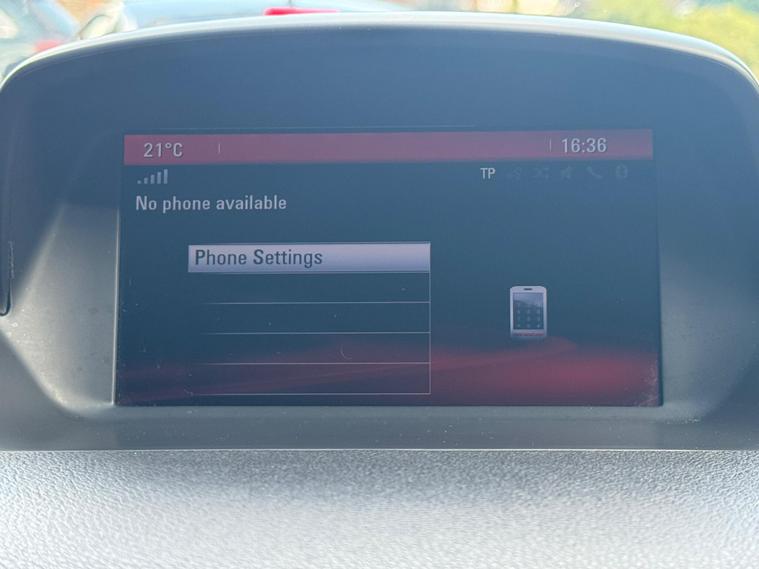 21°C 16:36
TP
No phone available
Phone Settings